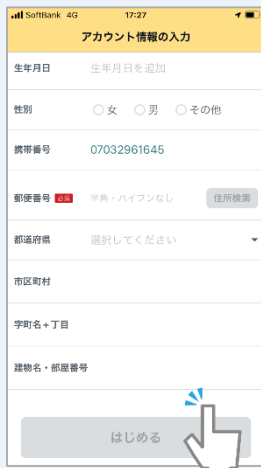 SoftBank 4G 17:27
アカウント情報の入力
生年月日 生年月日を追加
性別 女 男 その他
携帯番号 07032961645
郵便番号 必須 半角・ハイフンなし 住所検索
都道府県 選択してください
市区町村
字町名+丁目
建物名・部屋番号
はじめる